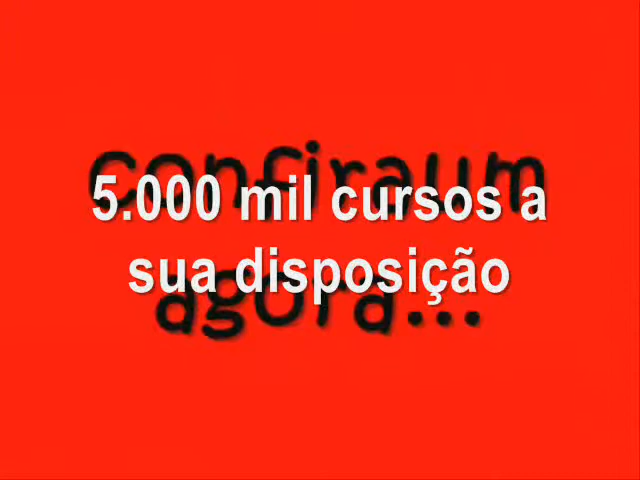 confiraum
5.000 mil cursos a
sua disposição
agora...